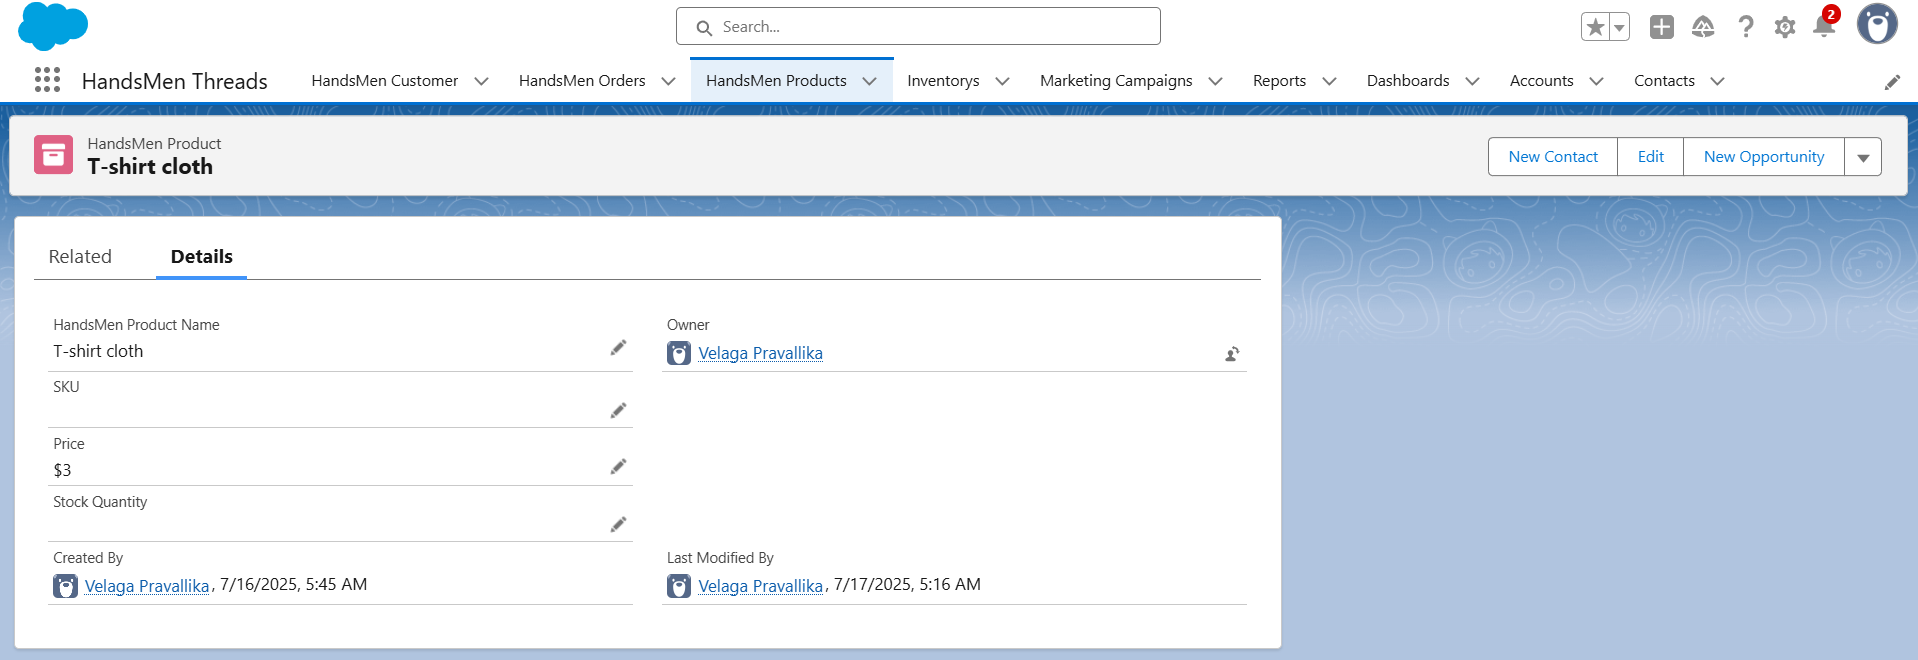 Search...
2
HandsMen Threads HandsMen Customer HandsMen Orders HandsMen Products Inventorys Marketing Campaigns Reports Dashboards Accounts Contacts
HandsMen Product
T-shirt cloth
New Contact Edit New Opportunity
Related Details
HandsMen Product Name
T-shirt cloth
Owner
Velaga Pravallika
SKU
Price
$3
Stock Quantity
Created By
Velaga Pravallika, 7/16/2025, 5:45 AM
Last Modified By
Velaga Pravallika, 7/17/2025, 5:16 AM